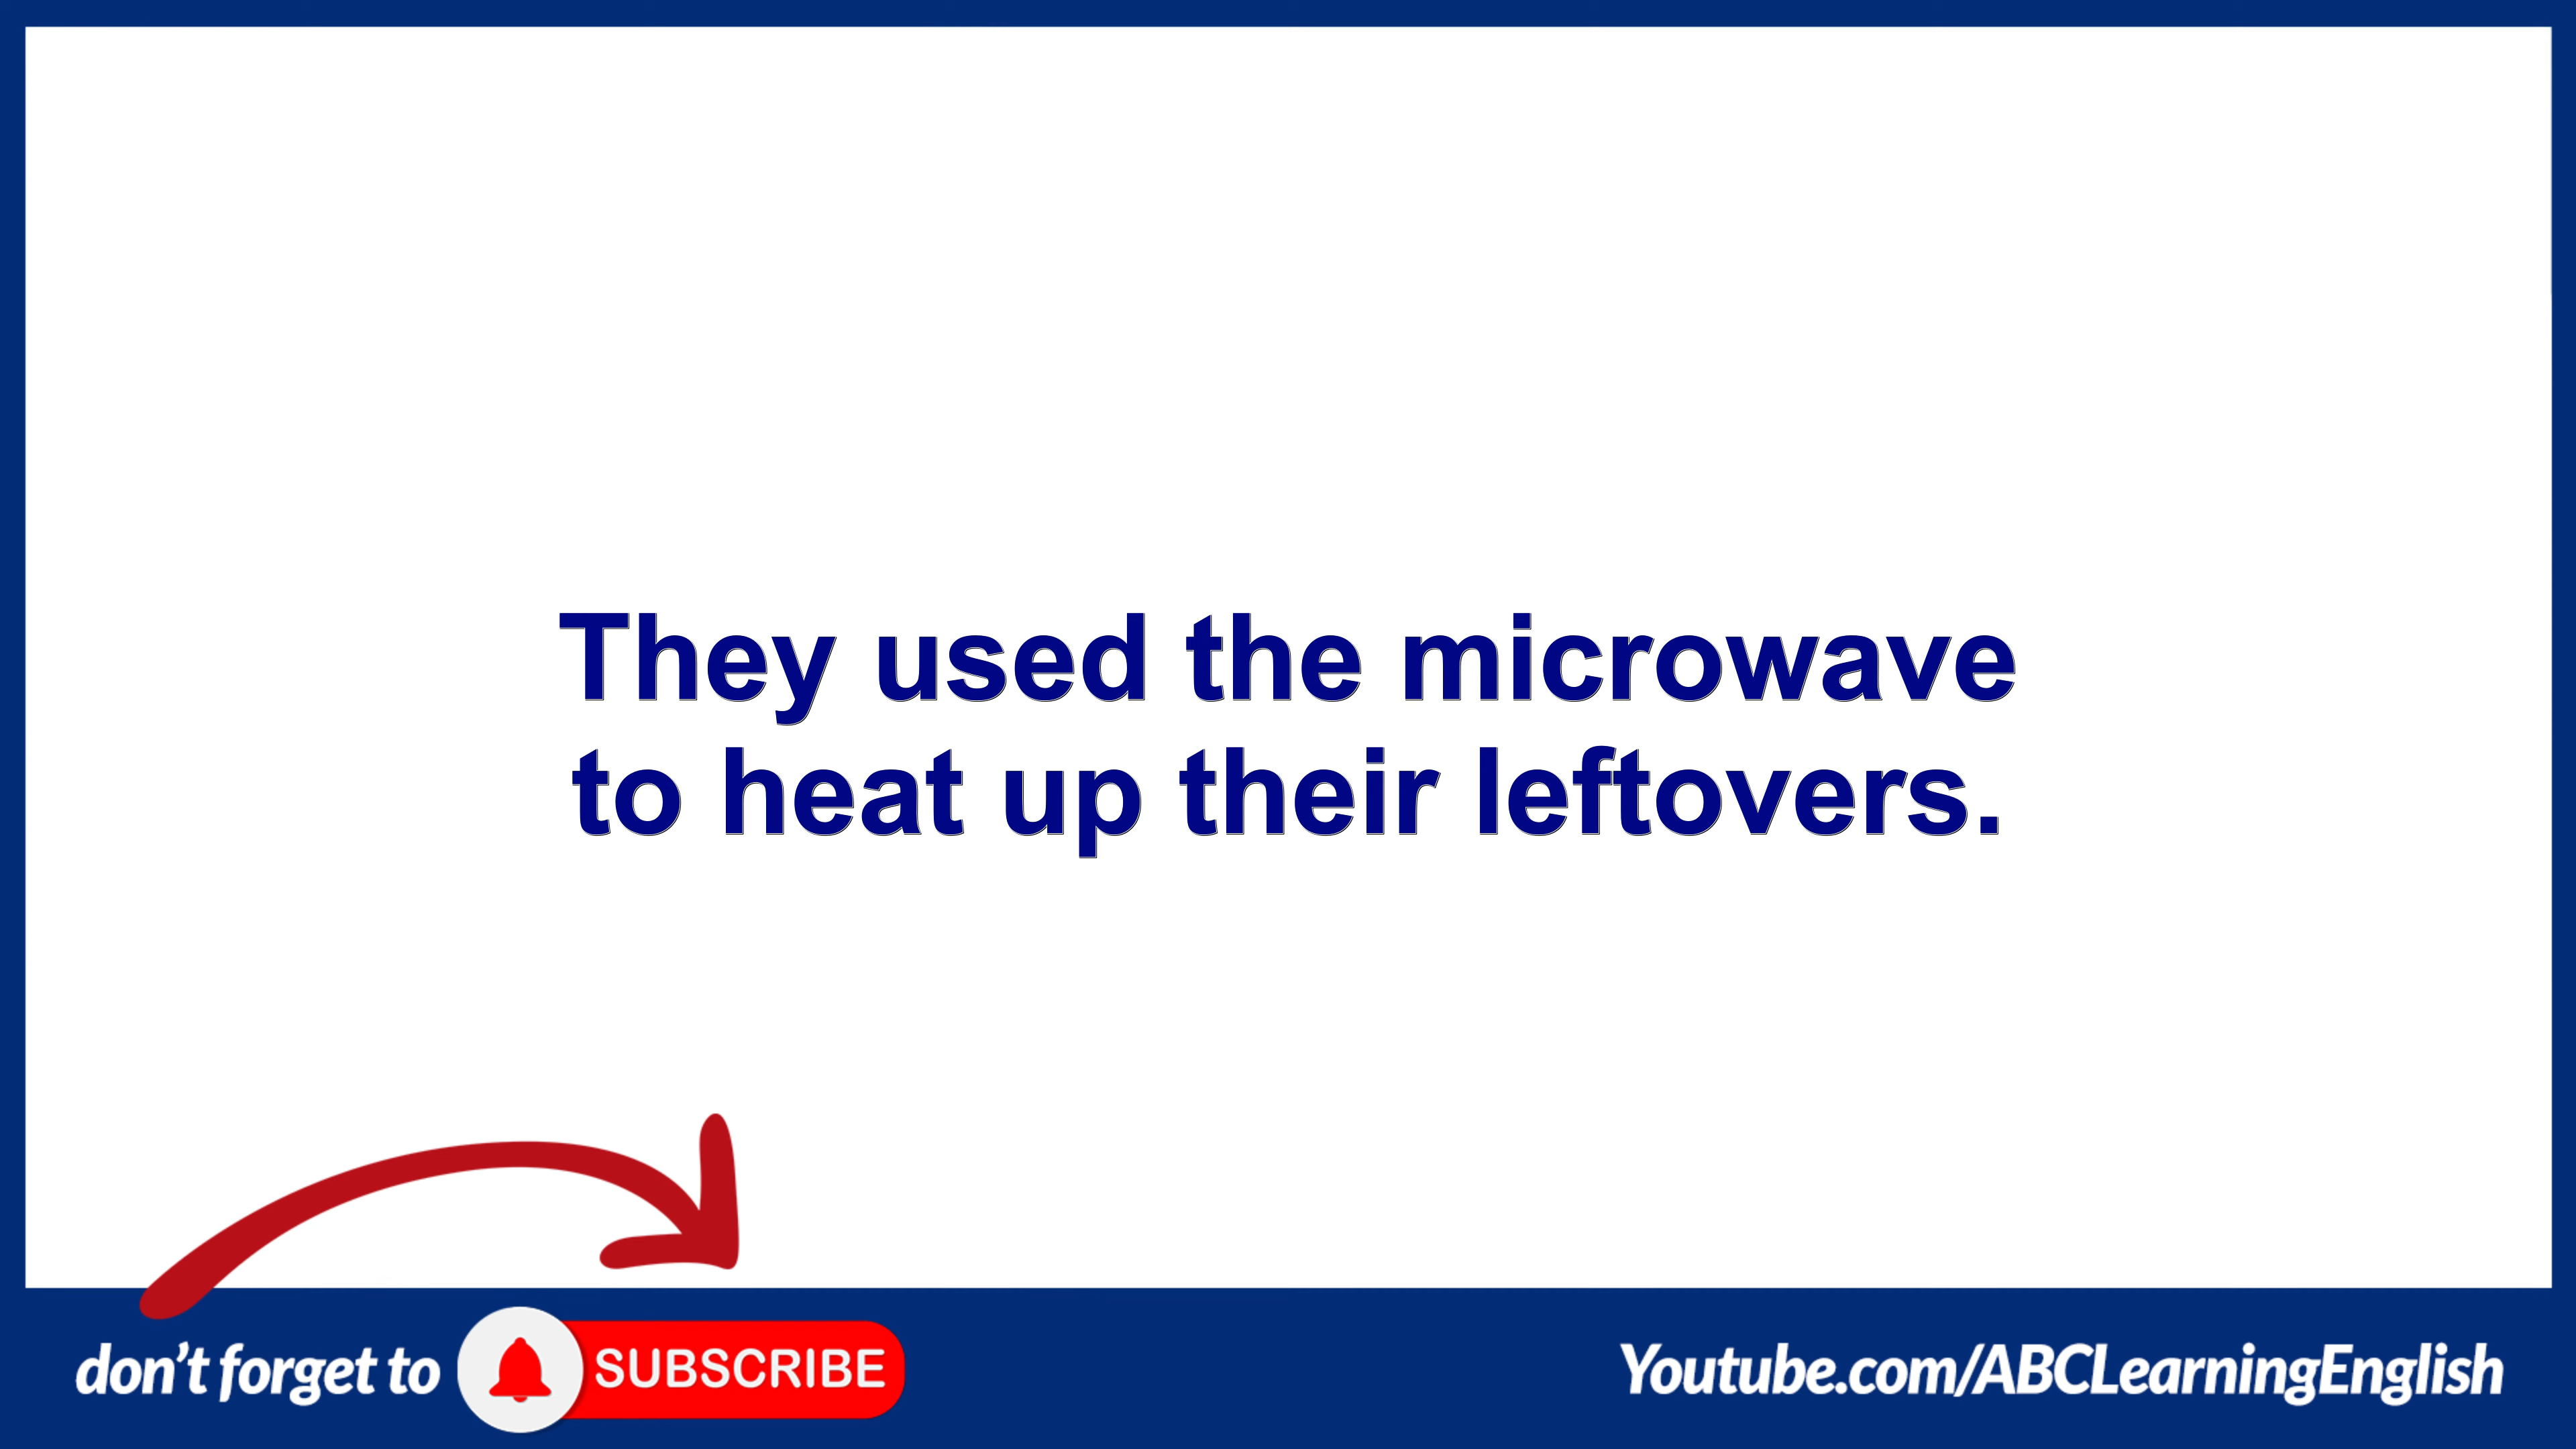 They used the microwave
to heat up their leftovers.
don't forget to SUBSCRIBE
Youtube.com/ABCLearningEnglish